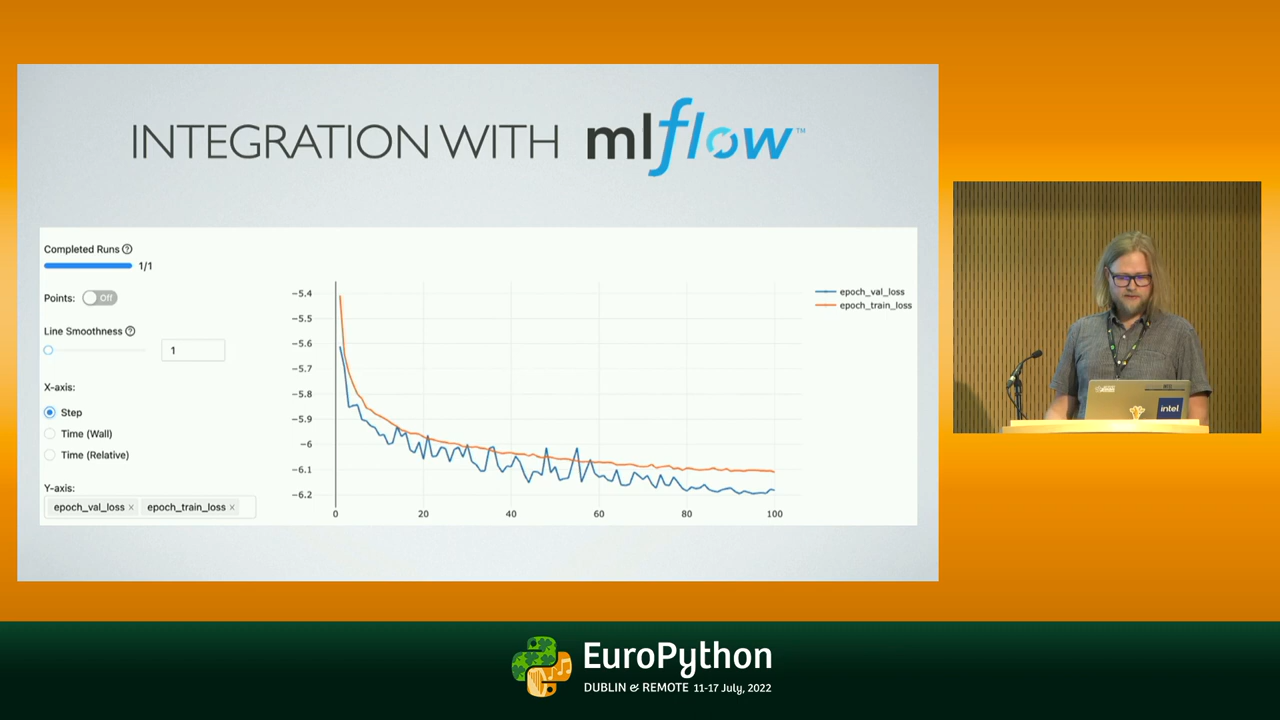 INTEGRATION WITH mlflow™
Completed Runs
1/1
Points: Off
Line Smoothness
1
X-axis:
Step
Time (Wall)
Time (Relative)
Y-axis:
epoch_val_loss × epoch_train_loss ×
−5.4
−5.5
−5.6
−5.7
−5.8
−5.9
−6
−6.1
−6.2
0 20 40 60 80 100
epoch_val_loss
epoch_train_loss
intel
EuroPython
DUBLIN & REMOTE 11-17 July, 2022